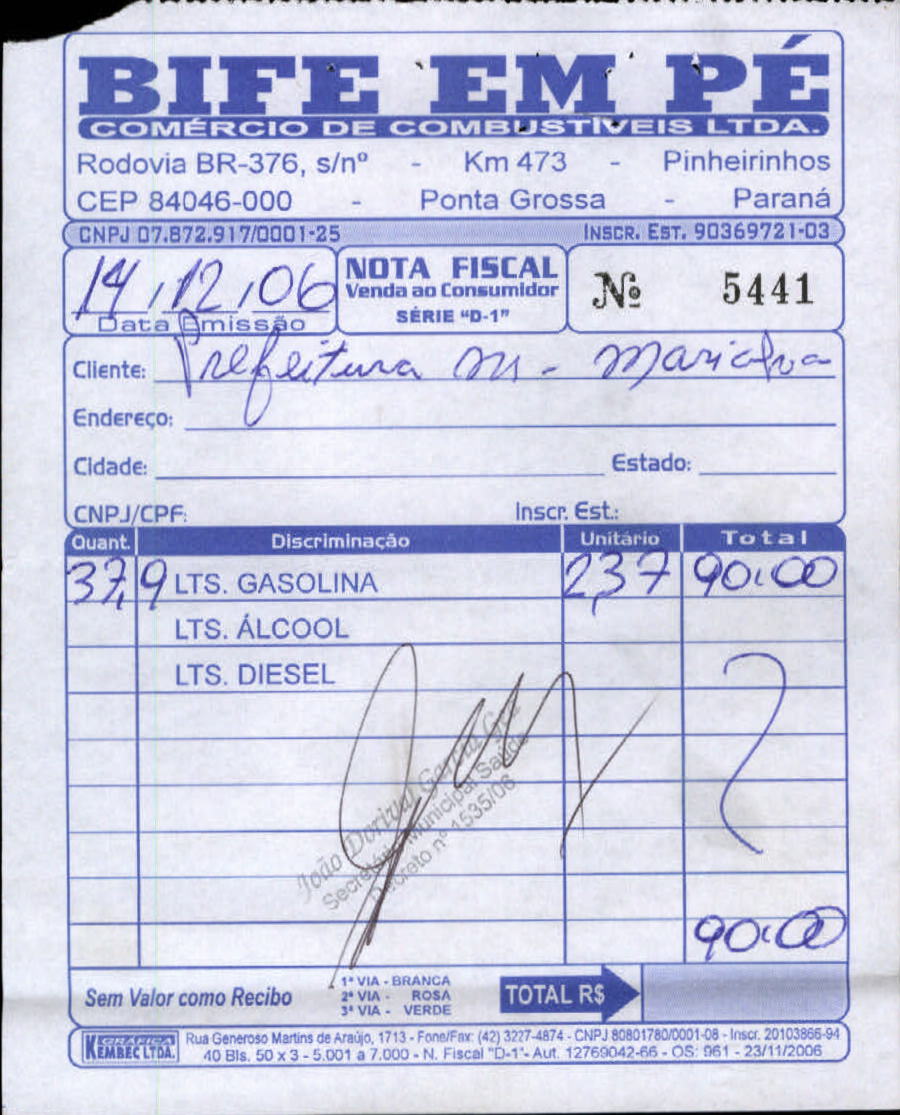 BIFE EM PÉ
COMÉRCIO DE COMBUSTÍVEIS LTDA.
Rodovia BR-376, s/nº - Km 473 - Pinheirinhos
CEP 84046-000 - Ponta Grossa - Paraná
CNPJ 07.872.917/0001-25 INSCR. EST. 90369721-03
14,12,06
Data Emissão
NOTA FISCAL
Venda ao Consumidor
SÉRIE "D-1"
Nº 5441
Cliente: Prefeitura M - Marialva
Endereço:
Cidade: Estado:
CNPJ/CPF: Inscr. Est.:
Quant. Discriminação Unitário Total
37,9 LTS. GASOLINA 2,37 90.00
LTS. ÁLCOOL
LTS. DIESEL
João Dorival Garcia
Secretário Municipal Saúde
Decreto nº 1535/06
90.00
Sem Valor como Recibo
1ª VIA - BRANCA
2ª VIA - ROSA
3ª VIA - VERDE
TOTAL R$
GRÁFICA
KEMBEC LTDA.
Rua Generoso Martins de Araújo, 1713 - Fone/Fax: (42) 3227-4874 - CNPJ 80801780/0001-08 - Inscr. 20103866-94
40 Bls. 50 x 3 - 5.001 a 7.000 - N. Fiscal "D-1"- Aut. 12769042-66 - OS: 961 - 23/11/2006